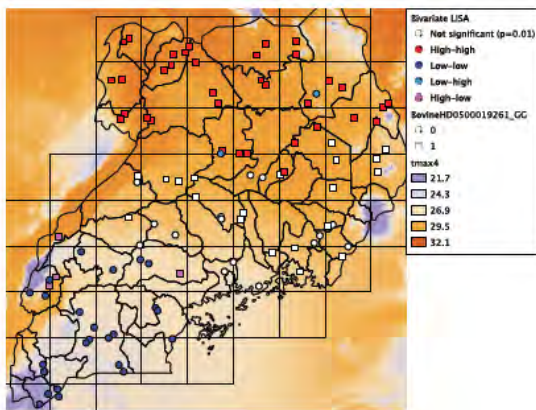 Bivariate LISA
Not significant (p=0.01)
High-high
Low-low
Low-high
High-low
BovineHD0500019261_GG
0
1
tmax4
21.7
24.3
26.9
29.5
32.1